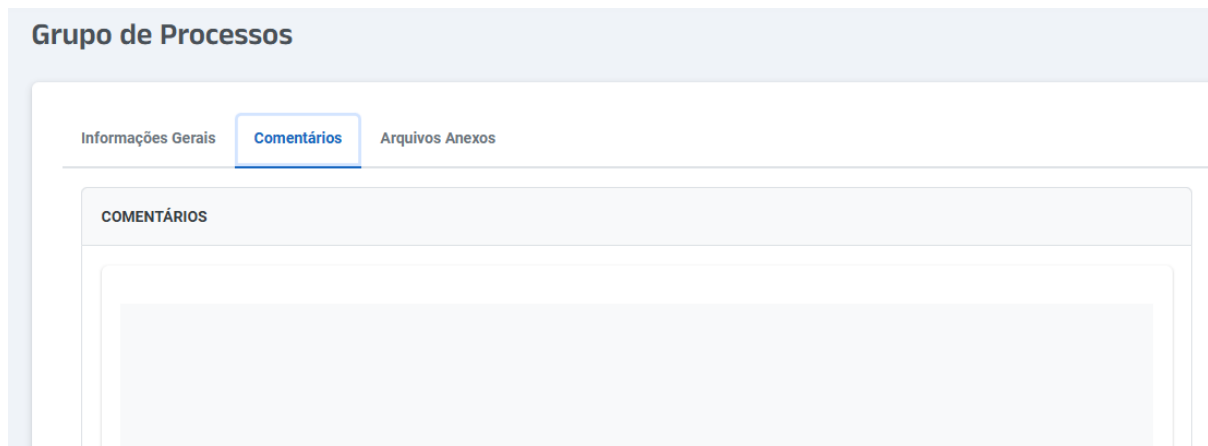 Grupo de Processos
Informações Gerais Comentários Arquivos Anexos
COMENTÁRIOS